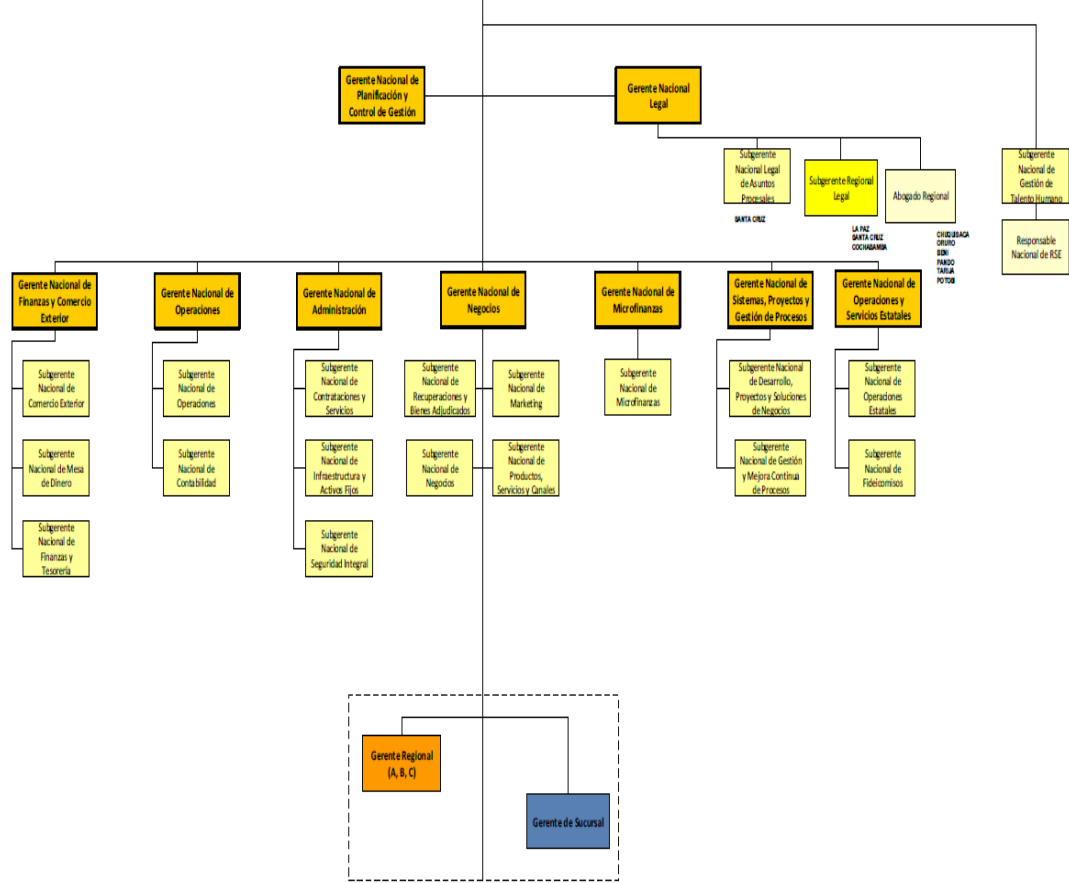 Gerente Nacional de
Planificación y
Control de Gestión
Gerente Nacional
Legal
Subgerente
Nacional Legal
de Asuntos
Procesales
SANTA CRUZ
Subgerente Regional
Legal
LA PAZ
SANTA CRUZ
COCHABAMBA
Abogado Regional
CHUQUISACA
ORURO
BENI
PANDO
TARIJA
POTOSI
Subgerente
Nacional de
Gestión de
Talento Humano
Responsable
Nacional de RSE
Gerente Nacional de
Finanzas y Comercio
Exterior
Gerente Nacional de
Operaciones
Gerente Nacional de
Administración
Gerente Nacional de
Negocios
Gerente Nacional de
Microfinanzas
Gerente Nacional de
Sistemas, Proyectos y
Gestión de Procesos
Gerente Nacional de
Operaciones y
Servicios Estatales
Subgerente
Nacional de
Comercio Exterior
Subgerente
Nacional de
Operaciones
Subgerente
Nacional de
Contrataciones y
Servicios
Subgerente
Nacional de
Recuperaciones y
Bienes Adjudicados
Subgerente
Nacional de
Marketing
Subgerente
Nacional de
Microfinanzas
Subgerente Nacional
de Desarrollo,
Proyectos y Soluciones
de Negocios
Subgerente
Nacional de
Operaciones
Estatales
Subgerente
Nacional de Mesa
de Dinero
Subgerente
Nacional de
Contabilidad
Subgerente
Nacional de
Infraestructura y
Activos Fijos
Subgerente
Nacional de
Negocios
Subgerente
Nacional de
Productos,
Servicios y Canales
Subgerente
Nacional de Gestión
y Mejora Continua
de Procesos
Subgerente
Nacional de
Fideicomisos
Subgerente
Nacional de
Finanzas y
Tesorería
Subgerente
Nacional de
Seguridad Integral
Gerente Regional
(A, B, C)
Gerente de Sucursal